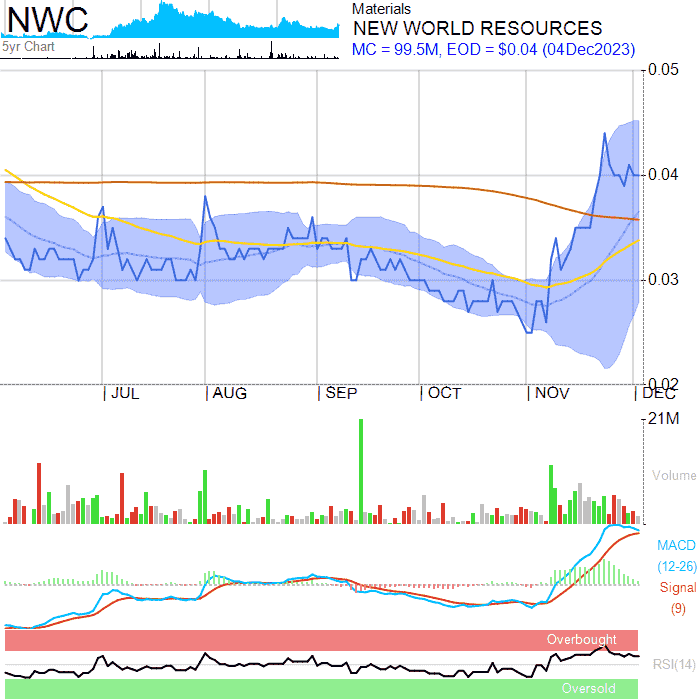 NWC
5yr Chart
Materials
NEW WORLD RESOURCES
MC = 99.5M, EOD = $0.04 (04Dec2023)
0.05
0.04
0.03
0.02
JUL
AUG
SEP
OCT
NOV
DEC
21M
Volume
MACD
(12-26)
Signal
(9)
Overbought
RSI(14)
Oversold